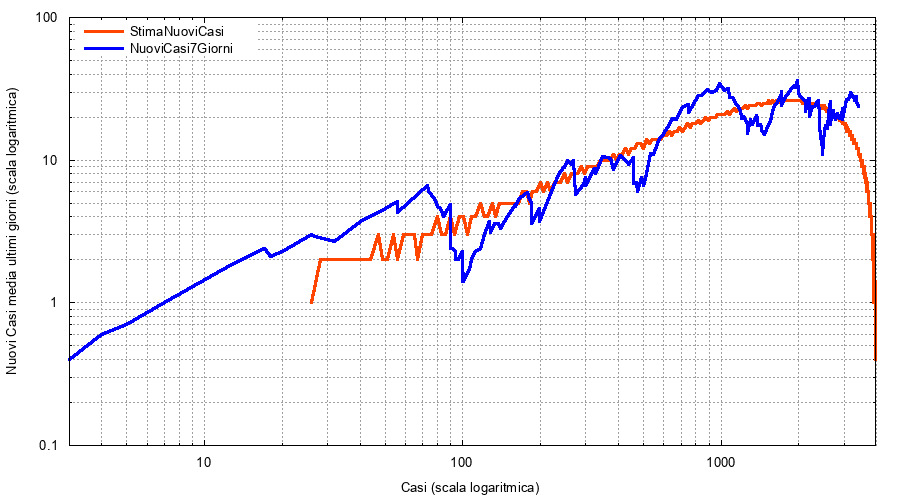 StimaNuoviCasi
NuoviCasi7Giorni
Nuovi Casi media ultimi giorni (scala logaritmica)
100
10
1
0.1
10
100
1000
Casi (scala logaritmica)